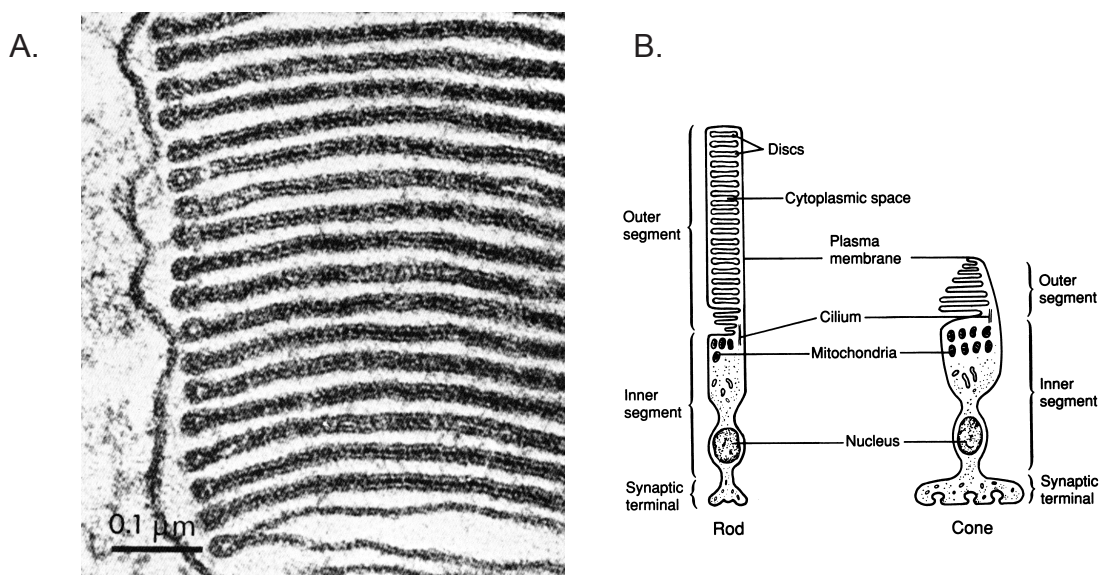 A.
0.1 µm
B.
Discs
Cytoplasmic space
Outer
segment
Plasma
membrane
Outer
segment
Cilium
Mitochondria
Inner
segment
Inner
segment
Nucleus
Synaptic
terminal
Synaptic
terminal
Rod
Cone